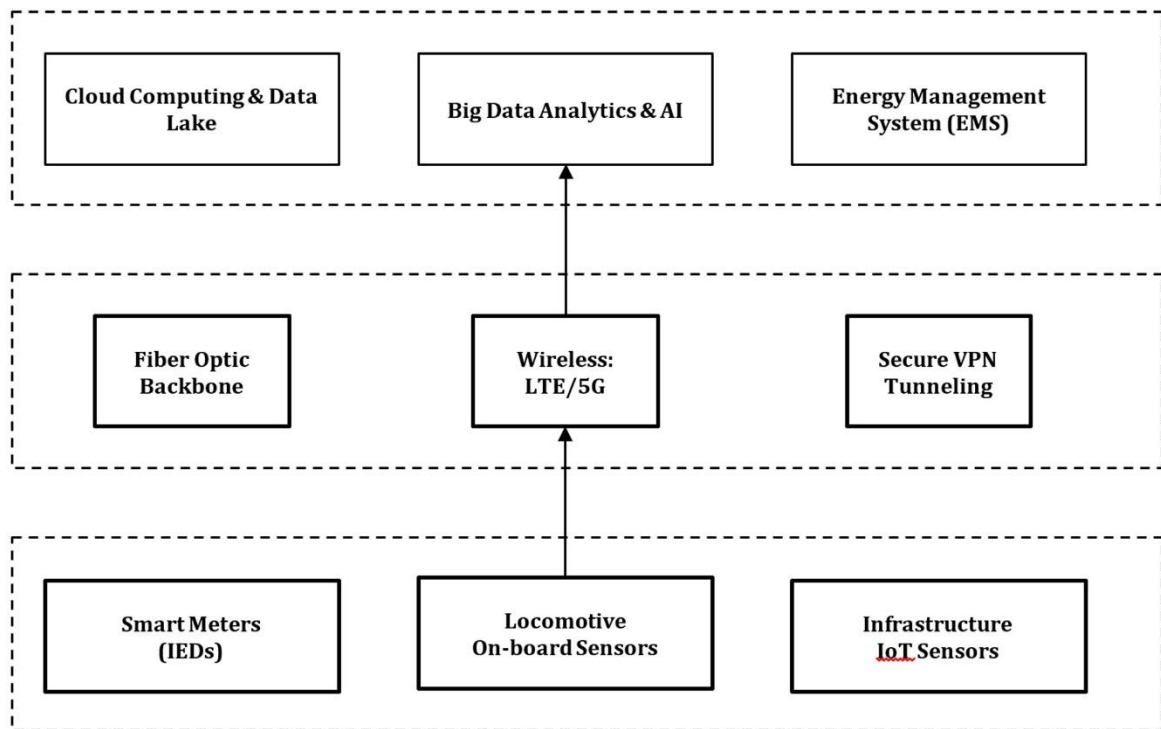 Cloud Computing & Data
Lake
Big Data Analytics & AI
Energy Management
System (EMS)
Fiber Optic
Backbone
Wireless:
LTE/5G
Secure VPN
Tunneling
Smart Meters
(IEDs)
Locomotive
On-board Sensors
Infrastructure
IoT Sensors